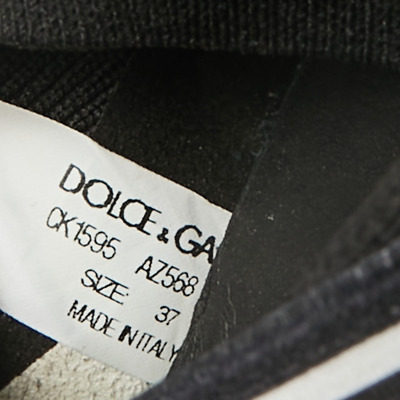 DOLCE & GA
CK1595 AZ568
SIZE: 37
MADE IN ITALY